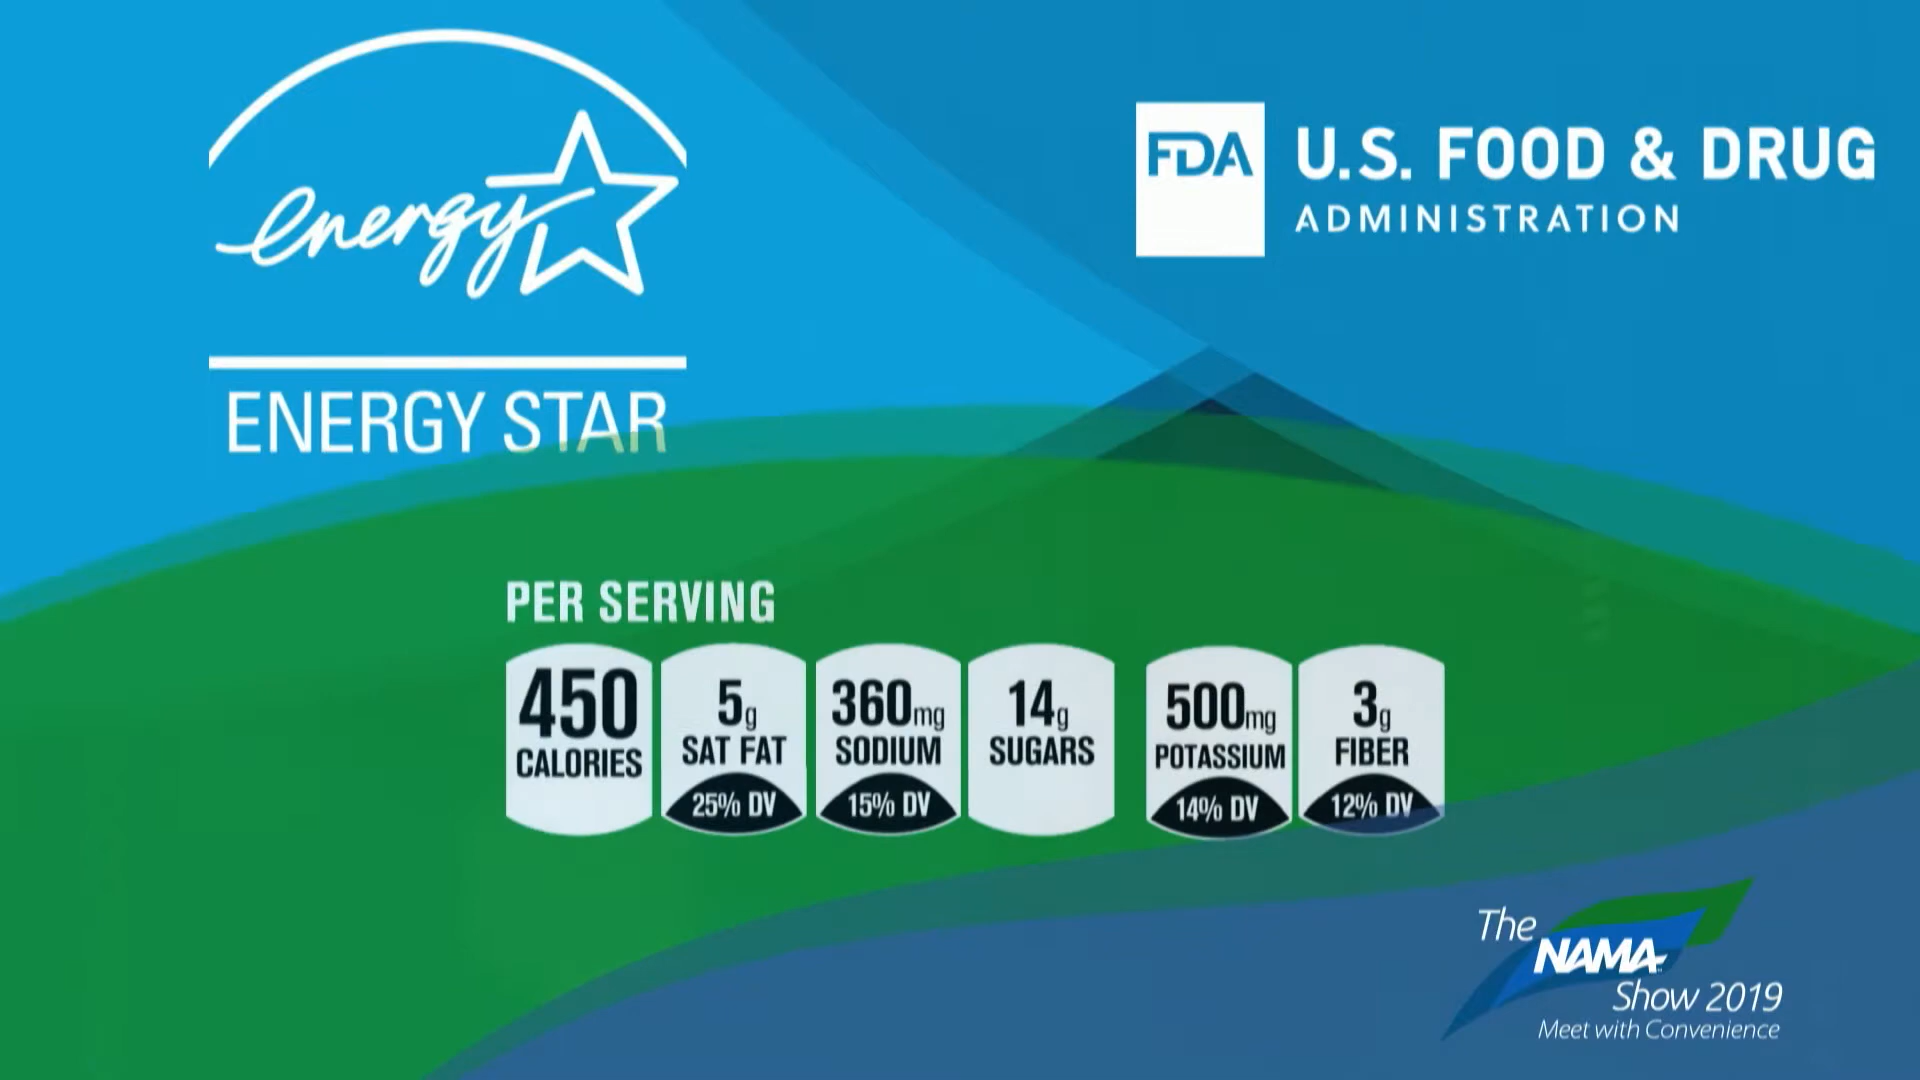 energy
ENERGY STAR
FDA
U.S. FOOD & DRUG
ADMINISTRATION
PER SERVING
450
CALORIES
5g
SAT FAT
25% DV
360mg
SODIUM
15% DV
14g
SUGARS
500mg
POTASSIUM
14% DV
3g
FIBER
12% DV
The
NAMA
Show 2019
Meet with Convenience